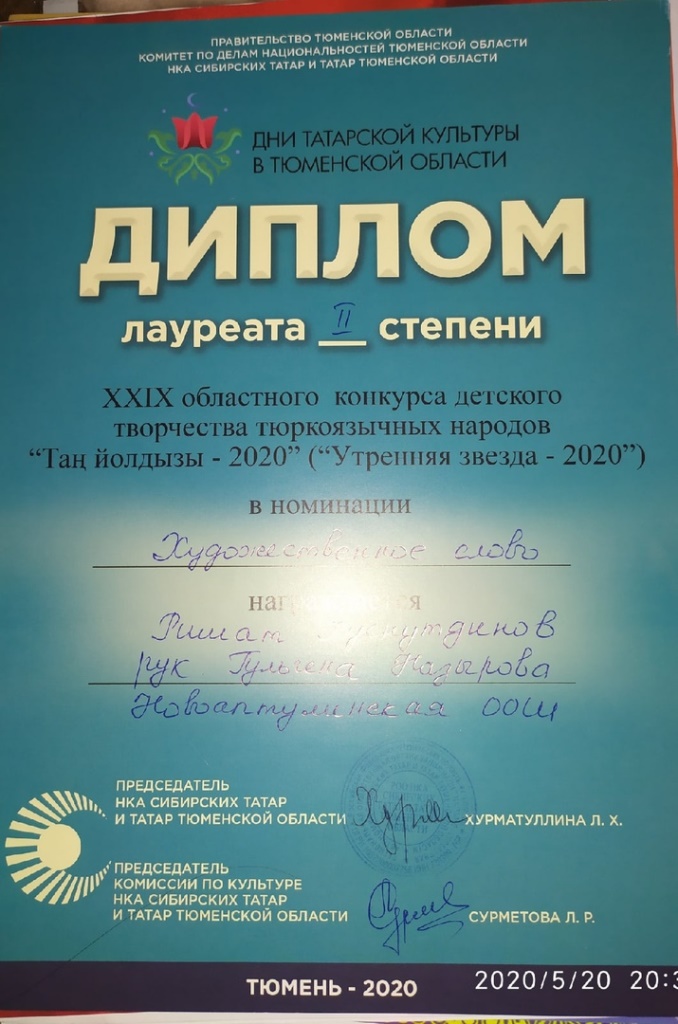 ПРАВИТЕЛЬСТВО ТЮМЕНСКОЙ ОБЛАСТИ
КОМИТЕТ ПО ДЕЛАМ НАЦИОНАЛЬНОСТЕЙ ТЮМЕНСКОЙ ОБЛАСТИ
НКА СИБИРСКИХ ТАТАР И ТАТАР ТЮМЕНСКОЙ ОБЛАСТИ
ДНИ ТАТАРСКОЙ КУЛЬТУРЫ
В ТЮМЕНСКОЙ ОБЛАСТИ
ДИПЛОМ
лауреата II степени
XXIX областного конкурса детского
творчества тюркоязычных народов
“Таң йолдызы - 2020” (“Утренняя звезда - 2020”)
в номинации
Художественное слово
награждается
Ришат
рук Гульгена Назырова
Новоаптулинская ООШ
ПРЕДСЕДАТЕЛЬ
НКА СИБИРСКИХ ТАТАР
И ТАТАР ТЮМЕНСКОЙ ОБЛАСТИ ХУРМАТУЛЛИНА Л. Х.
ПРЕДСЕДАТЕЛЬ
КОМИССИИ ПО КУЛЬТУРЕ
НКА СИБИРСКИХ ТАТАР
И ТАТАР ТЮМЕНСКОЙ ОБЛАСТИ СУРМЕТОВА Л. Р.
ТЮМЕНЬ - 2020
2020/5/20 20:3